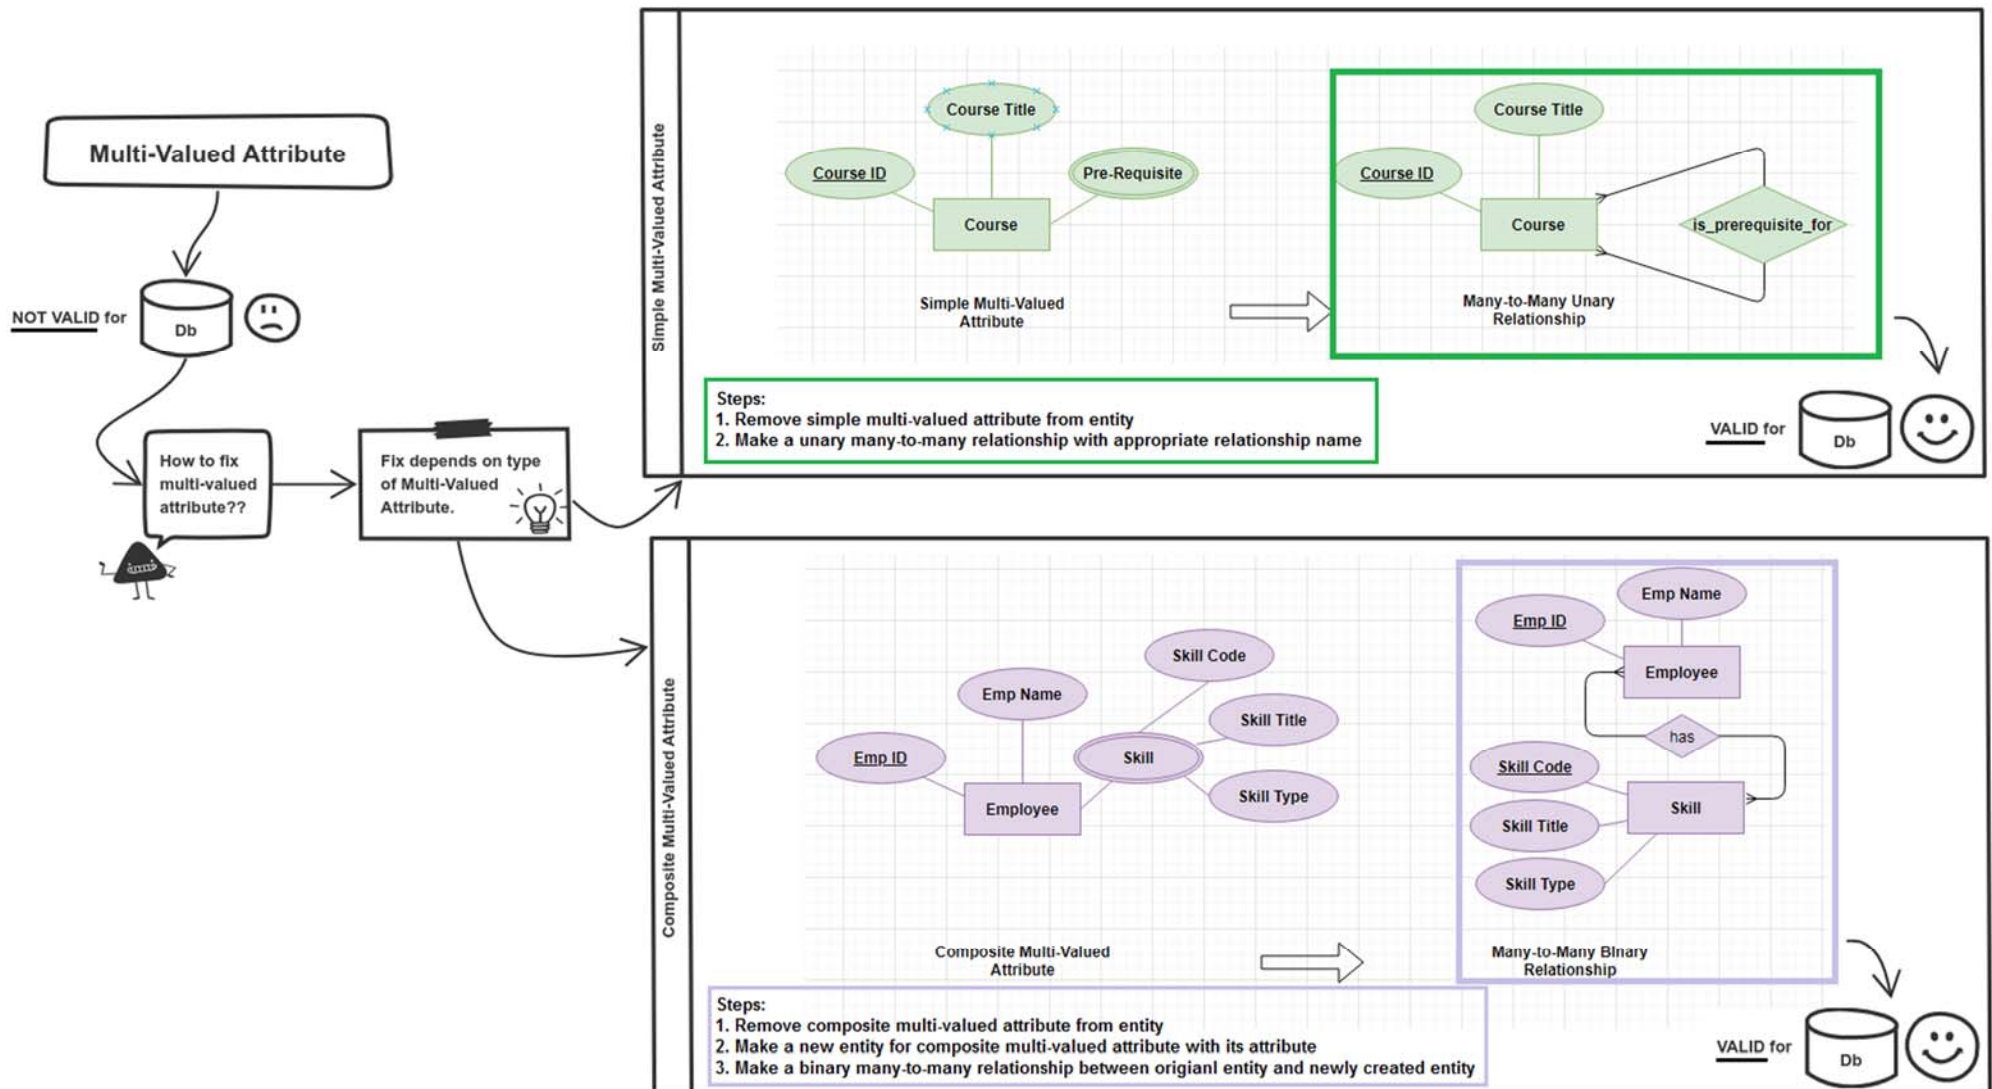 Multi-Valued Attribute
NOT VALID for
Db
How to fix
multi-valued
attribute??
Fix depends on type
of Multi-Valued
Attribute.
Simple Multi-Valued Attribute
Course Title
Course ID
Pre-Requisite
Course
Simple Multi-Valued
Attribute
Course Title
Course ID
Course
is_prerequisite_for
Many-to-Many Unary
Relationship
Steps:
1. Remove simple multi-valued attribute from entity
2. Make a unary many-to-many relationship with appropriate relationship name
VALID for
Db
Composite Multi-Valued Attribute
Skill Code
Emp Name
Skill Title
Emp ID
Skill
Skill Type
Employee
Composite Multi-Valued
Attribute
Emp Name
Emp ID
Employee
has
Skill Code
Skill
Skill Title
Skill Type
Many-to-Many BInary
Relationship
Steps:
1. Remove composite multi-valued attribute from entity
2. Make a new entity for composite multi-valued attribute with its attribute
3. Make a binary many-to-many relationship between origianl entity and newly created entity
VALID for
Db